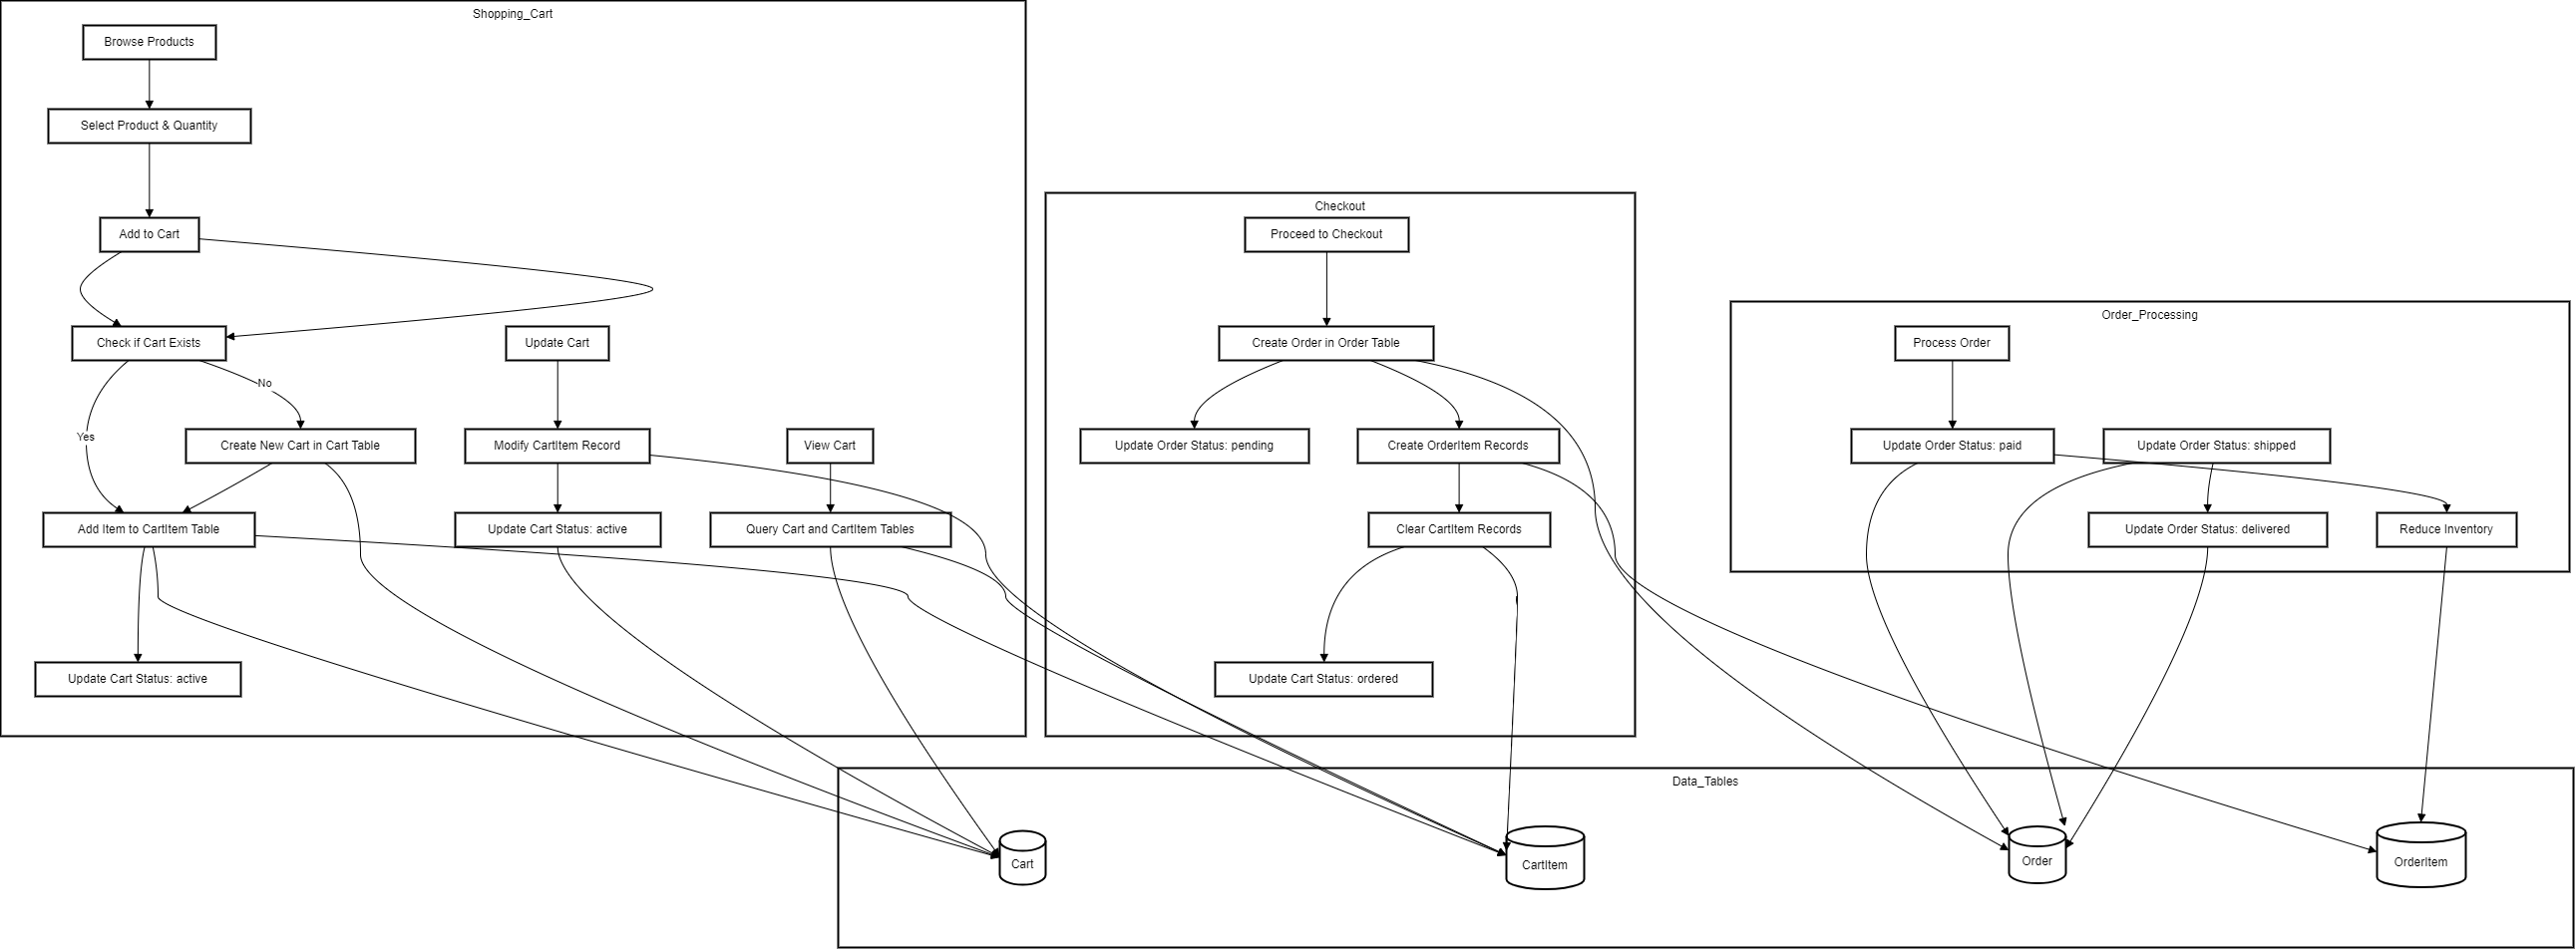 Shopping_Cart
Browse Products
Select Product & Quantity
Add to Cart
Check if Cart Exists
Update Cart
No
Yes
Create New Cart in Cart Table
Modify CartItem Record
View Cart
Add Item to CartItem Table
Update Cart Status: active
Query Cart and CartItem Tables
Update Cart Status: active
Checkout
Proceed to Checkout
Create Order in Order Table
Update Order Status: pending
Create OrderItem Records
Clear CartItem Records
Update Cart Status: ordered
Order_Processing
Process Order
Update Order Status: paid
Update Order Status: shipped
Update Order Status: delivered
Reduce Inventory
Data_Tables
Cart
CartItem
Order
OrderItem